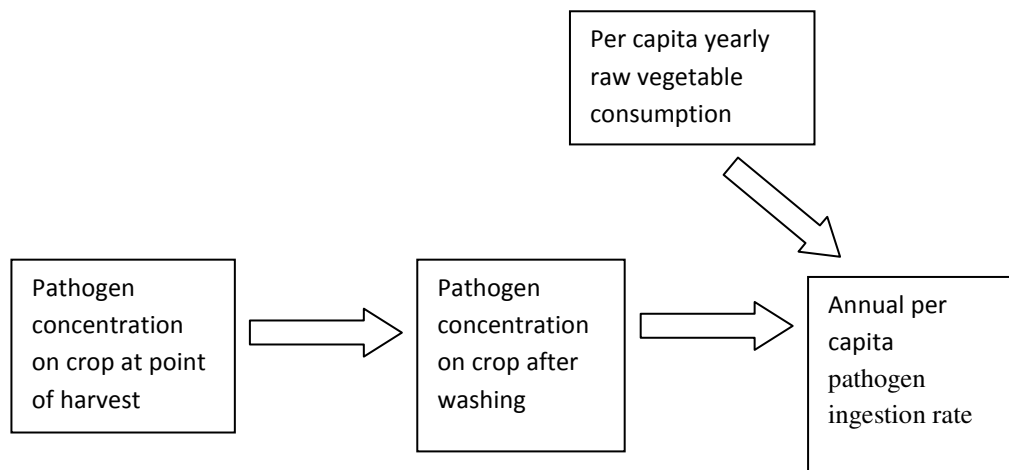 Per capita yearly
raw vegetable
consumption
Pathogen
concentration
on crop at point
of harvest
Pathogen
concentration
on crop after
washing
Annual per
capita
pathogen
ingestion rate